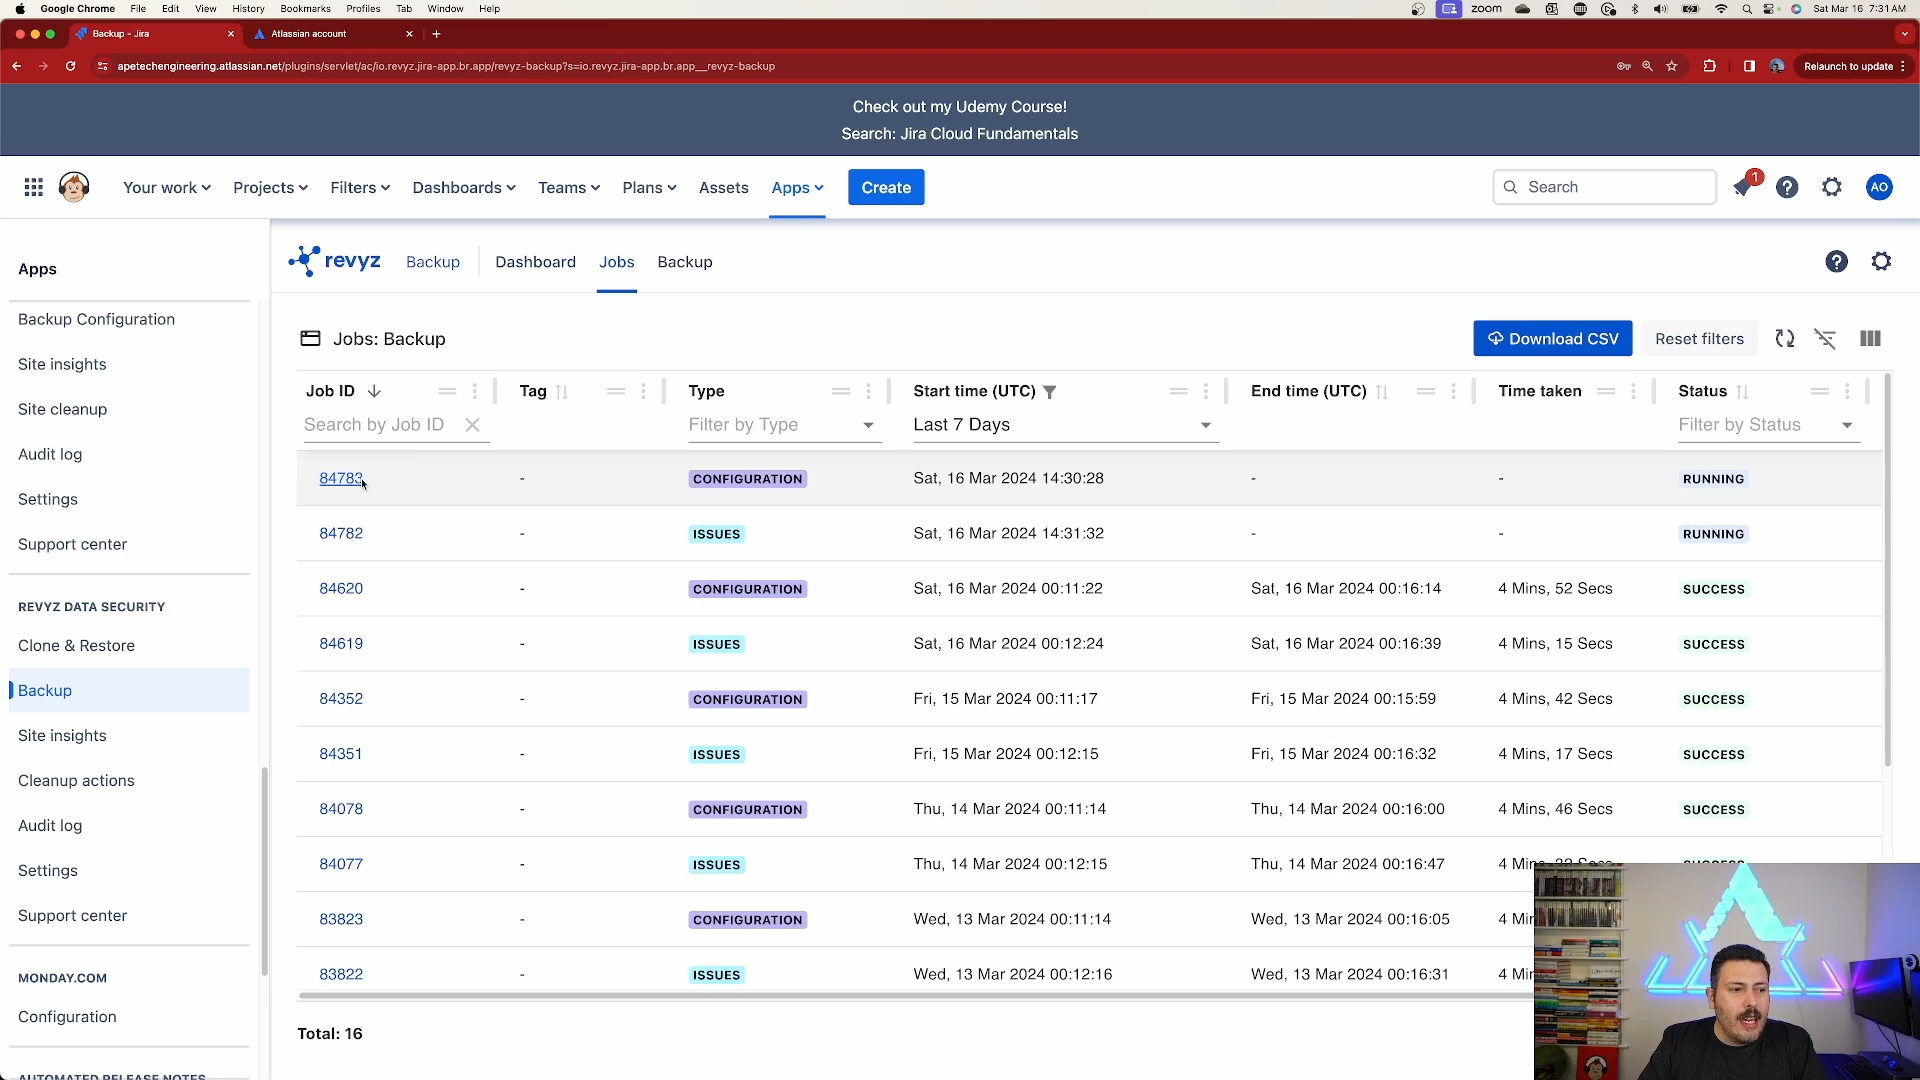 Google Chrome File Edit View History Bookmarks Profiles Tab Window Help zoom Sat Mar 16 7:31 AM
Backup - Jira Atlassian account
apetechengineering.atlassian.net/plugins/servlet/ac/io.revyz.jira-app.br.app/revyz-backup?s=io.revyz.jira-app.br.app__revyz-backup Relaunch to update
Check out my Udemy Course!
Search: Jira Cloud Fundamentals
Your work Projects Filters Dashboards Teams Plans Assets Apps Create Search 1 AO
Apps
Backup Configuration
Site insights
Site cleanup
Audit log
Settings
Support center
REVYZ DATA SECURITY
Clone & Restore
Backup
Site insights
Cleanup actions
Audit log
Settings
Support center
MONDAY.COM
Configuration
AUTOMATED RELEASE NOTES
revyz Backup Dashboard Jobs Backup
Jobs: Backup Download CSV Reset filters
Job ID Tag Type Start time (UTC) End time (UTC) Time taken Status
Search by Job ID Filter by Type Last 7 Days Filter by Status
84783 - CONFIGURATION Sat, 16 Mar 2024 14:30:28 - - RUNNING
84782 - ISSUES Sat, 16 Mar 2024 14:31:32 - - RUNNING
84620 - CONFIGURATION Sat, 16 Mar 2024 00:11:22 Sat, 16 Mar 2024 00:16:14 4 Mins, 52 Secs SUCCESS
84619 - ISSUES Sat, 16 Mar 2024 00:12:24 Sat, 16 Mar 2024 00:16:39 4 Mins, 15 Secs SUCCESS
84352 - CONFIGURATION Fri, 15 Mar 2024 00:11:17 Fri, 15 Mar 2024 00:15:59 4 Mins, 42 Secs SUCCESS
84351 - ISSUES Fri, 15 Mar 2024 00:12:15 Fri, 15 Mar 2024 00:16:32 4 Mins, 17 Secs SUCCESS
84078 - CONFIGURATION Thu, 14 Mar 2024 00:11:14 Thu, 14 Mar 2024 00:16:00 4 Mins, 46 Secs SUCCESS
84077 - ISSUES Thu, 14 Mar 2024 00:12:15 Thu, 14 Mar 2024 00:16:47 4
83823 - CONFIGURATION Wed, 13 Mar 2024 00:11:14 Wed, 13 Mar 2024 00:16:05 4
83822 - ISSUES Wed, 13 Mar 2024 00:12:16 Wed, 13 Mar 2024 00:16:31 4
Total: 16